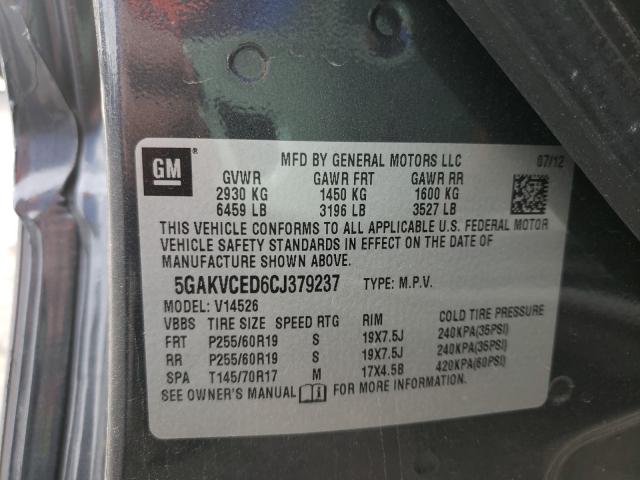 GM ®
MFD BY GENERAL MOTORS LLC 07/12
GVWR GAWR FRT GAWR RR
2930 KG 1450 KG 1600 KG
6459 LB 3196 LB 3527 LB
THIS VEHICLE CONFORMS TO ALL APPLICABLE U.S. FEDERAL MOTOR
VEHICLE SAFETY STANDARDS IN EFFECT ON THE DATE OF
MANUFACTURE SHOWN ABOVE.
5GAKVCED6CJ379237 TYPE: M.P.V.
MODEL: V14526
VBBS TIRE SIZE SPEED RTG RIM COLD TIRE PRESSURE
FRT P255/60R19 S 19X7.5J 240KPA(35PSI)
RR P255/60R19 S 19X7.5J 240KPA(35PSI)
SPA T145/70R17 M 17X4.5B 420KPA(60PSI)
SEE OWNER'S MANUAL FOR MORE INFORMATION.